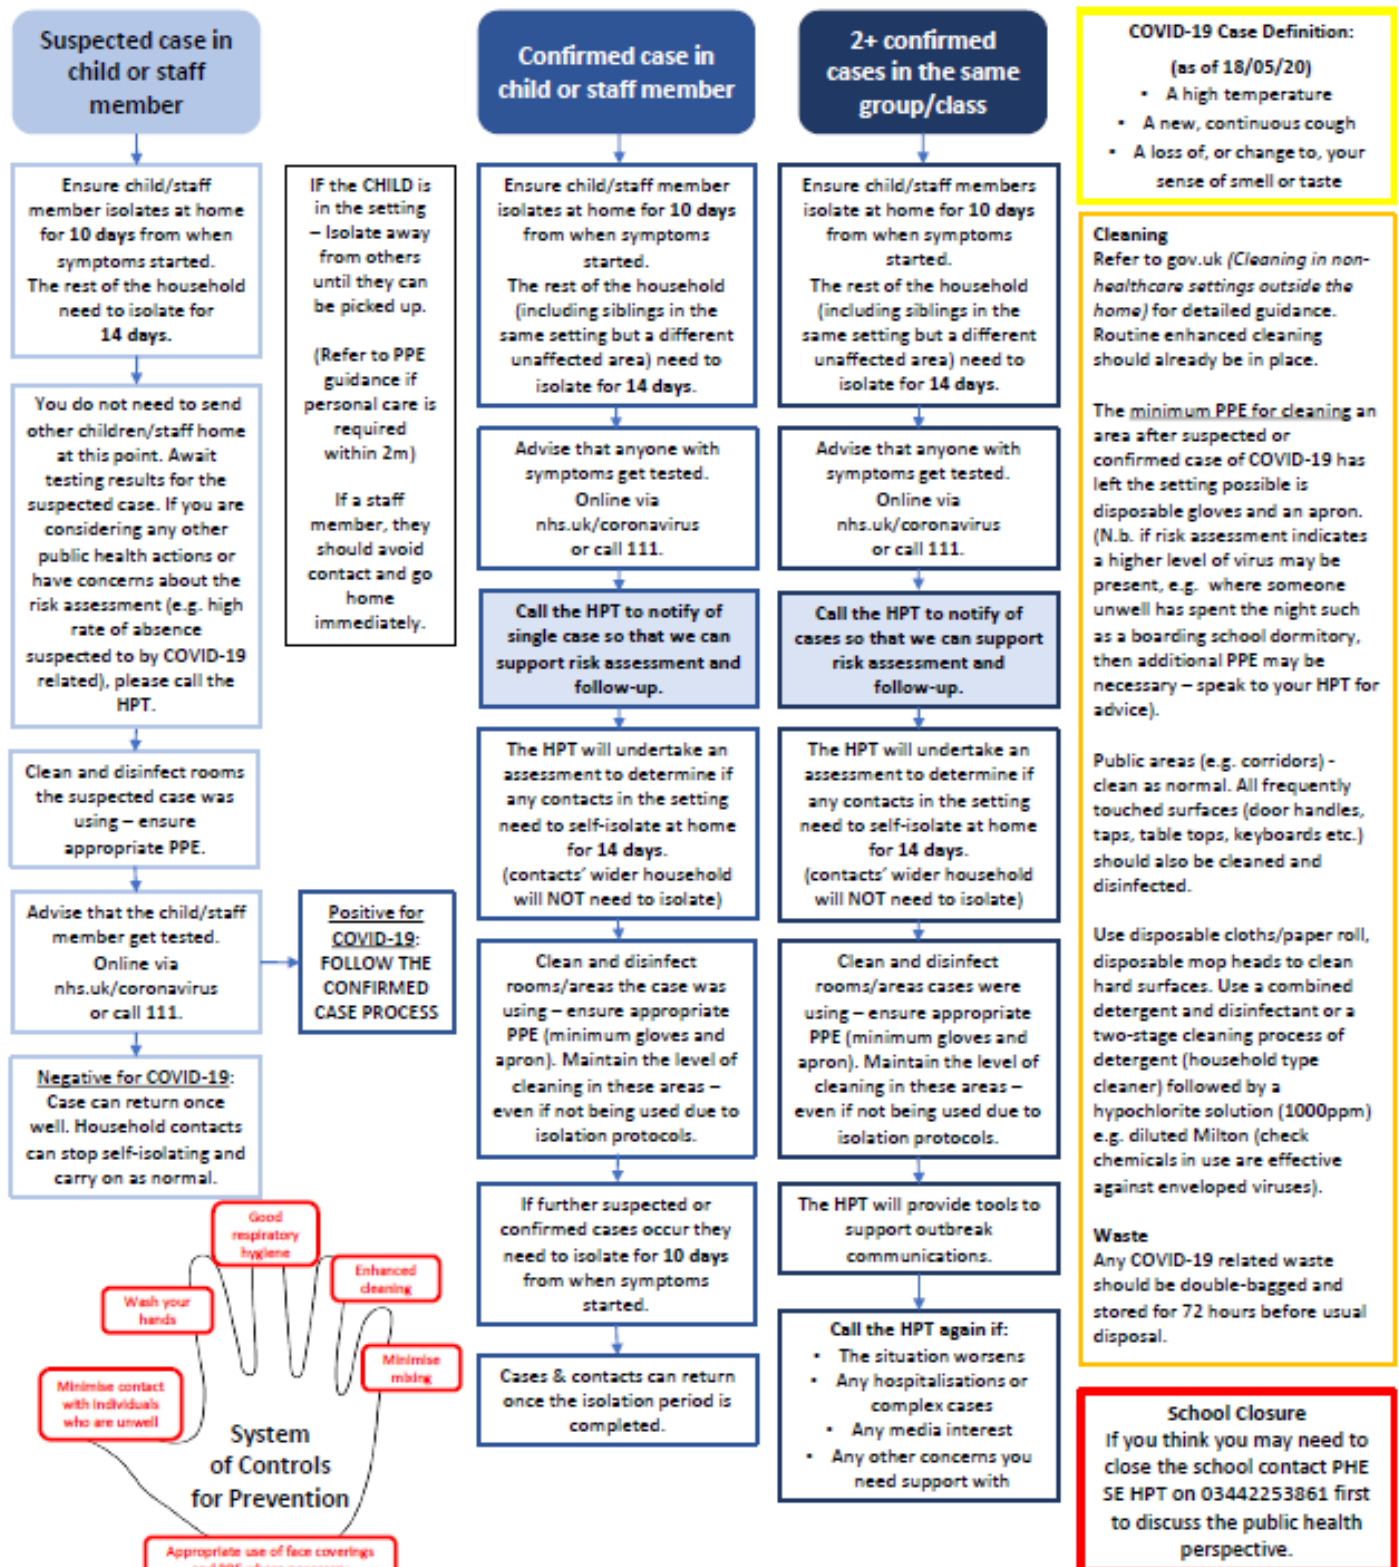 Suspected case in
child or staff
member
Ensure child/staff
member isolates at home
for 10 days from when
symptoms started.
The rest of the household
need to isolate for
14 days.
You do not need to send
other children/staff home
at this point. Await
testing results for the
suspected case. If you are
considering any other
public health actions or
have concerns about the
risk assessment (e.g. high
rate of absence
suspected to by COVID-19
related), please call the
HPT.
Clean and disinfect rooms
the suspected case was
using – ensure
appropriate PPE.
Advise that the child/staff
member get tested.
Online via
nhs.uk/coronavirus
or call 111.
Negative for COVID-19:
Case can return once
well. Household contacts
can stop self-isolating and
carry on as normal.
IF the CHILD is
in the setting
– Isolate away
from others
until they can
be picked up.
(Refer to PPE
guidance if
personal care is
required
within 2m)
If a staff
member, they
should avoid
contact and go
home
immediately.
Positive for
COVID-19:
FOLLOW THE
CONFIRMED
CASE PROCESS
Confirmed case in
child or staff member
Ensure child/staff member
isolates at home for 10 days
from when symptoms
started.
The rest of the household
(including siblings in the
same setting but a different
unaffected area) need to
isolate for 14 days.
Advise that anyone with
symptoms get tested.
Online via
nhs.uk/coronavirus
or call 111.
Call the HPT to notify of
single case so that we can
support risk assessment and
follow-up.
The HPT will undertake an
assessment to determine if
any contacts in the setting
need to self-isolate at home
for 14 days.
(contacts' wider household
will NOT need to isolate)
Clean and disinfect
rooms/areas the case was
using – ensure appropriate
PPE (minimum gloves and
apron). Maintain the level of
cleaning in these areas –
even if not being used due to
isolation protocols.
If further suspected or
confirmed cases occur they
need to isolate for 10 days
from when symptoms
started.
Cases & contacts can return
once the isolation period is
completed.
2+ confirmed
cases in the same
group/class
Ensure child/staff members
isolate at home for 10 days
from when symptoms
started.
The rest of the household
(including siblings in the
same setting but a different
unaffected area) need to
isolate for 14 days.
Advise that anyone with
symptoms get tested.
Online via
nhs.uk/coronavirus
or call 111.
Call the HPT to notify of
cases so that we can support
risk assessment and
follow-up.
The HPT will undertake an
assessment to determine if
any contacts in the setting
need to self-isolate at home
for 14 days.
(contacts' wider household
will NOT need to isolate)
Clean and disinfect
rooms/areas cases were
using – ensure appropriate
PPE (minimum gloves and
apron). Maintain the level of
cleaning in these areas –
even if not being used due to
isolation protocols.
The HPT will provide tools to
support outbreak
communications.
Call the HPT again if:
• The situation worsens
• Any hospitalisations or
complex cases
• Any media interest
• Any other concerns you
need support with
COVID-19 Case Definition:
(as of 18/05/20)
• A high temperature
• A new, continuous cough
• A loss of, or change to, your
sense of smell or taste
Cleaning
Refer to gov.uk (Cleaning in non-
healthcare settings outside the
home) for detailed guidance.
Routine enhanced cleaning
should already be in place.
The minimum PPE for cleaning an
area after suspected or
confirmed case of COVID-19 has
left the setting possible is
disposable gloves and an apron.
(N.b. if risk assessment indicates
a higher level of virus may be
present, e.g. where someone
unwell has spent the night such
as a boarding school dormitory,
then additional PPE may be
necessary – speak to your HPT for
advice).
Public areas (e.g. corridors) -
clean as normal. All frequently
touched surfaces (door handles,
taps, table tops, keyboards etc.)
should also be cleaned and
disinfected.
Use disposable cloths/paper roll,
disposable mop heads to clean
hard surfaces. Use a combined
detergent and disinfectant or a
two-stage cleaning process of
detergent (household type
cleaner) followed by a
hypochlorite solution (1000ppm)
e.g. diluted Milton (check
chemicals in use are effective
against enveloped viruses).
Waste
Any COVID-19 related waste
should be double-bagged and
stored for 72 hours before usual
disposal.
School Closure
If you think you may need to
close the school contact PHE
SE HPT on 03442253861 first
to discuss the public health
perspective.
Good
respiratory
hygiene
Enhanced
cleaning
Wash your
hands
Minimise
mixing
Minimise contact
with individuals
who are unwell
System
of Controls
for Prevention
Appropriate use of face coverings